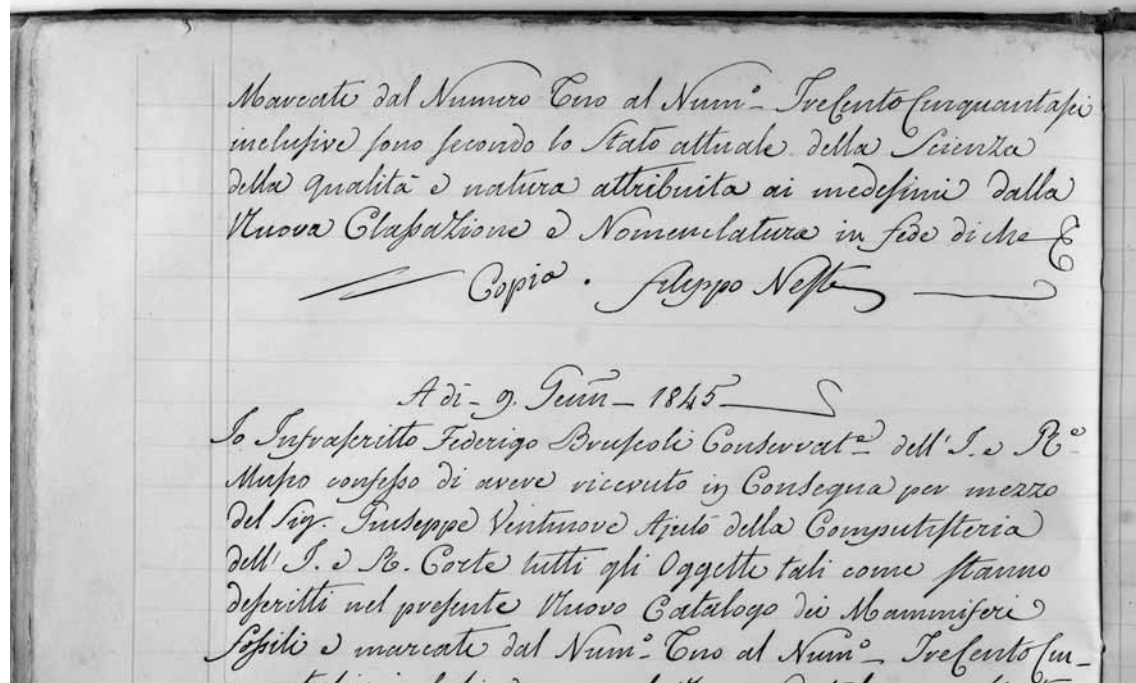 Marcati dal Numero Uno al Num.º Trecento Cinquantasei
inclusive sono secondo lo Stato attuale della Scienza
della qualità e natura attribuita ai medesimi dalla
Nuova Classazione e Nomenclatura in fede di che
Copia . Filippo Nesti
A dì - 9. Genn - 1845
Io Infrascritto Federigo Bruscoli Conservat.e dell' I. e R.e
Museo confesso di avere ricevuto in Consegna per mezzo
del Sig. Giuseppe Ventinove Ajuto della Computisteria
dell' I. e R. Corte tutti gli Oggetti tali come stanno
descritti nel presente Nuovo Catalogo dei Mammiferi
fossili e marcati dal Num.º Uno al Num.º Trecento Cin-